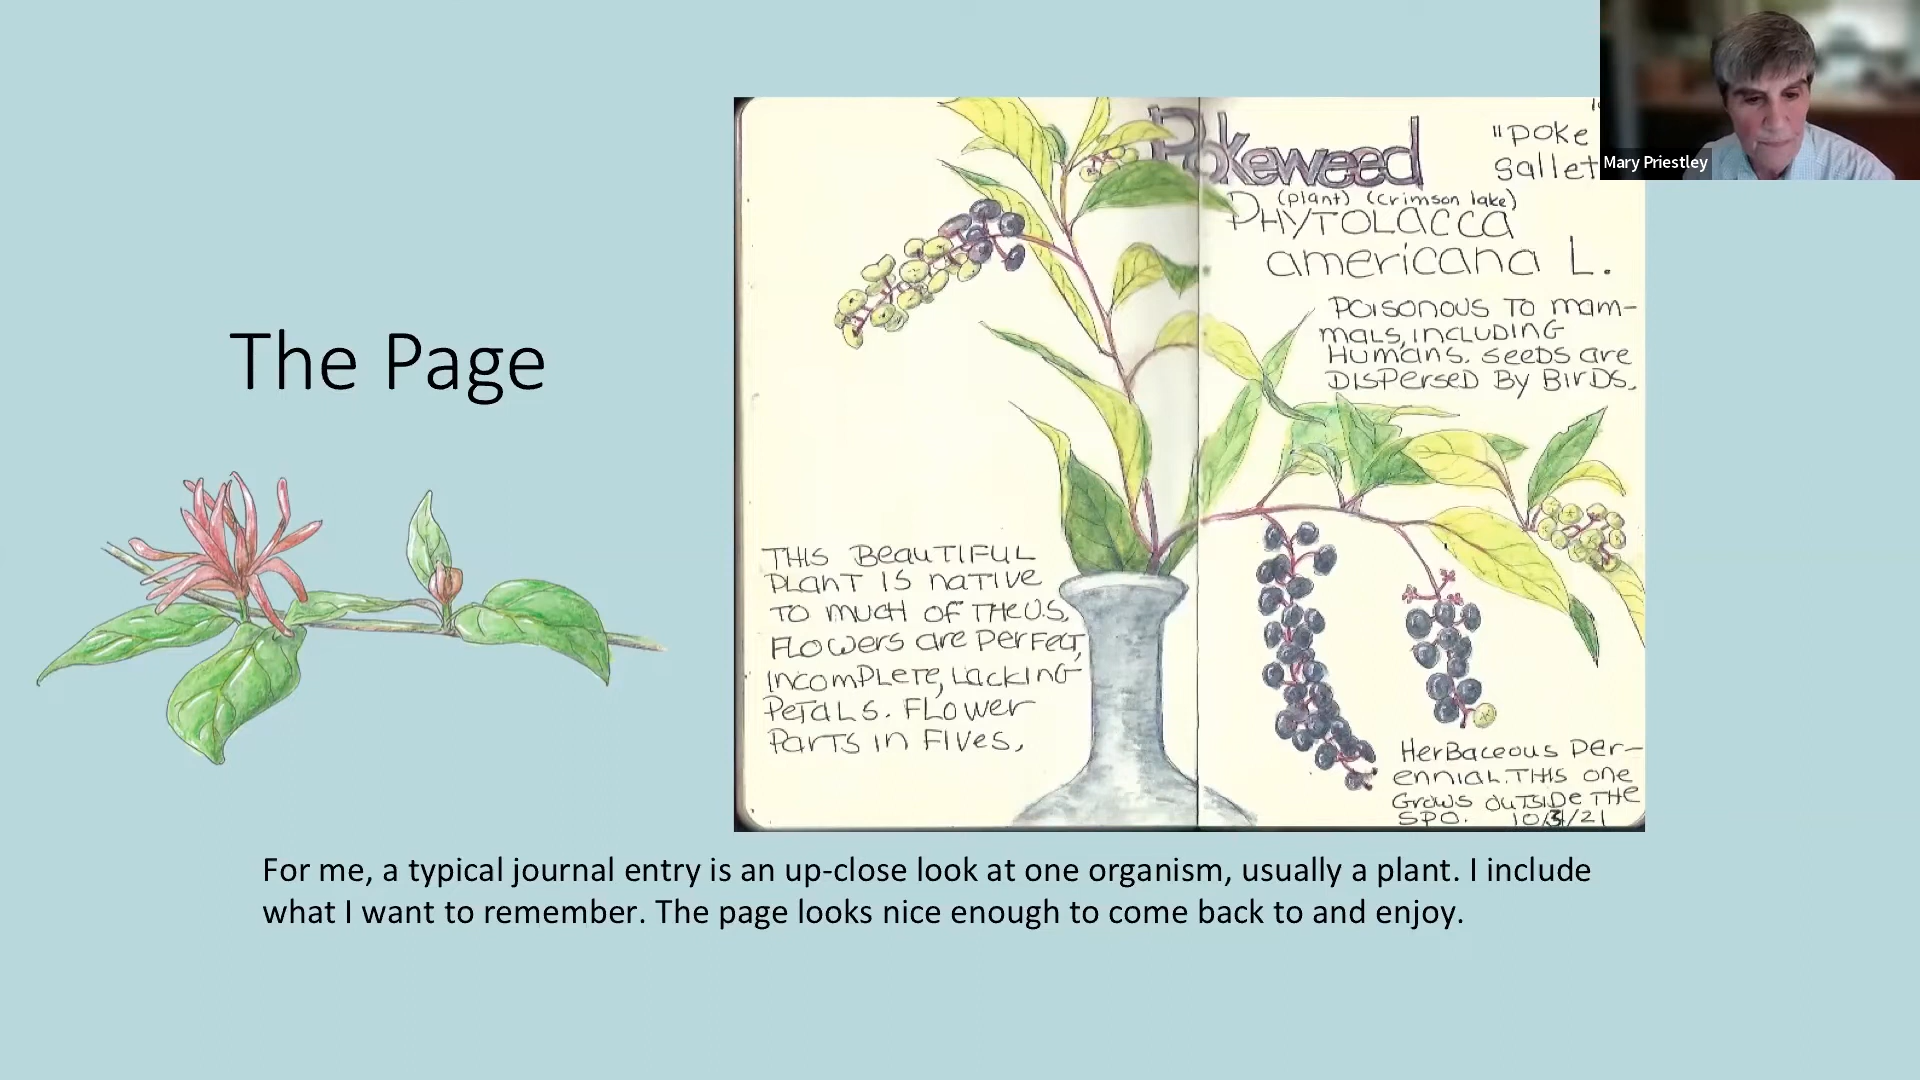 The Page
Pokeweed
"Poke
Sallet
(plant) (crimson lake)
PHYTOLACCA
americana L.
Poisonous to mam-
mals, including
Humans. Seeds are
Dispersed by Birds.
This Beautiful
Plant is native
to much of the U.S.
Flowers are perfect,
incomplete, lacking
Petals. Flower
Parts in Fives.
Herbaceous per-
ennial. This one
Grows outside the
SPO.
For me, a typical journal entry is an up-close look at one organism, usually a plant. I include
what I want to remember. The page looks nice enough to come back to and enjoy.
Mary Priestley